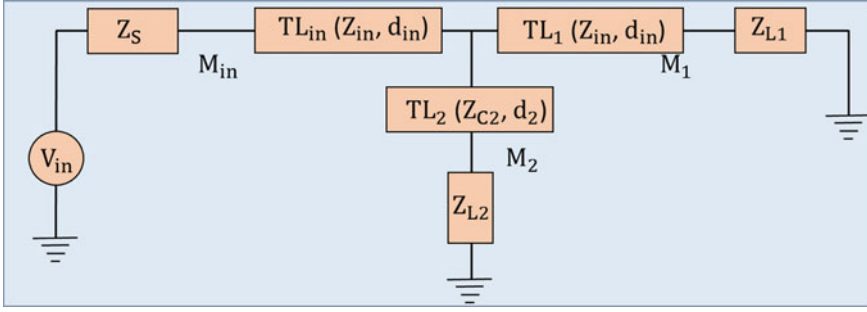 Z_S
TL_in (Z_in, d_in)
TL_1 (Z_in, d_in)
Z_L1
M_in
M_1
TL_2 (Z_C2, d_2)
V_in
M_2
Z_L2